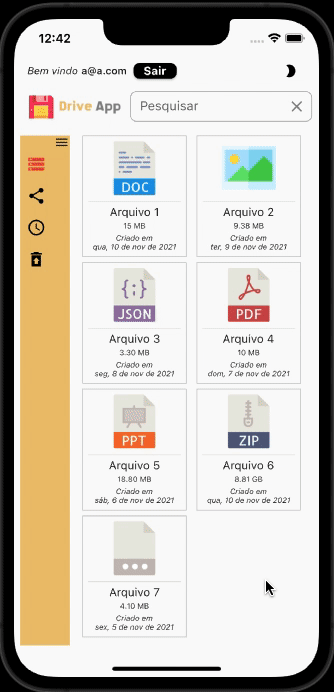 12:42
Bem vindo a@a.com Sair
Drive App
Pesquisar
DOC
Arquivo 1
15 MB
Criado em
qua, 10 de nov de 2021
Arquivo 2
9.38 MB
Criado em
ter, 9 de nov de 2021
{;}
JSON
Arquivo 3
3.30 MB
Criado em
seg, 8 de nov de 2021
PDF
Arquivo 4
10 MB
Criado em
dom, 7 de nov de 2021
PPT
Arquivo 5
18.80 MB
Criado em
sáb, 6 de nov de 2021
ZIP
Arquivo 6
8.81 GB
Criado em
qua, 10 de nov de 2021
Arquivo 7
4.10 MB
Criado em
sex, 5 de nov de 2021